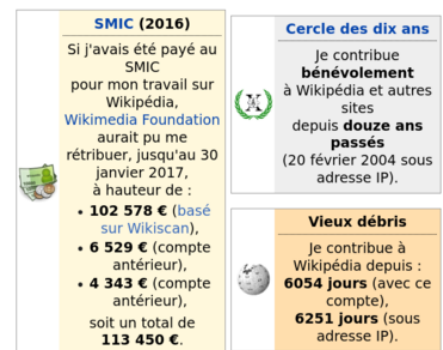 SMIC (2016)
Si j'avais été payé au
SMIC
pour mon travail sur
Wikipédia,
Wikimedia Foundation
aurait pu me
rétribuer, jusqu'au 30
janvier 2017,
à hauteur de :
• 102 578 € (basé
sur Wikiscan),
• 6 529 € (compte
antérieur),
• 4 343 € (compte
antérieur),
soit un total de
113 450 €.
Cercle des dix ans
Je contribue
bénévolement
à Wikipédia et autres
sites
depuis douze ans
passés
(20 février 2004 sous
adresse IP).
Vieux débris
Je contribue à
Wikipédia depuis :
6054 jours (avec ce
compte),
6251 jours (sous
adresse IP).